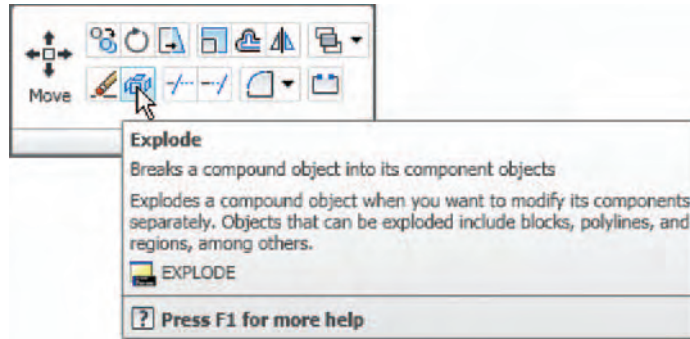 Move
Explode
Breaks a compound object into its component objects
Explodes a compound object when you want to modify its components
separately. Objects that can be exploded include blocks, polylines, and
regions, among others.
EXPLODE
? Press F1 for more help